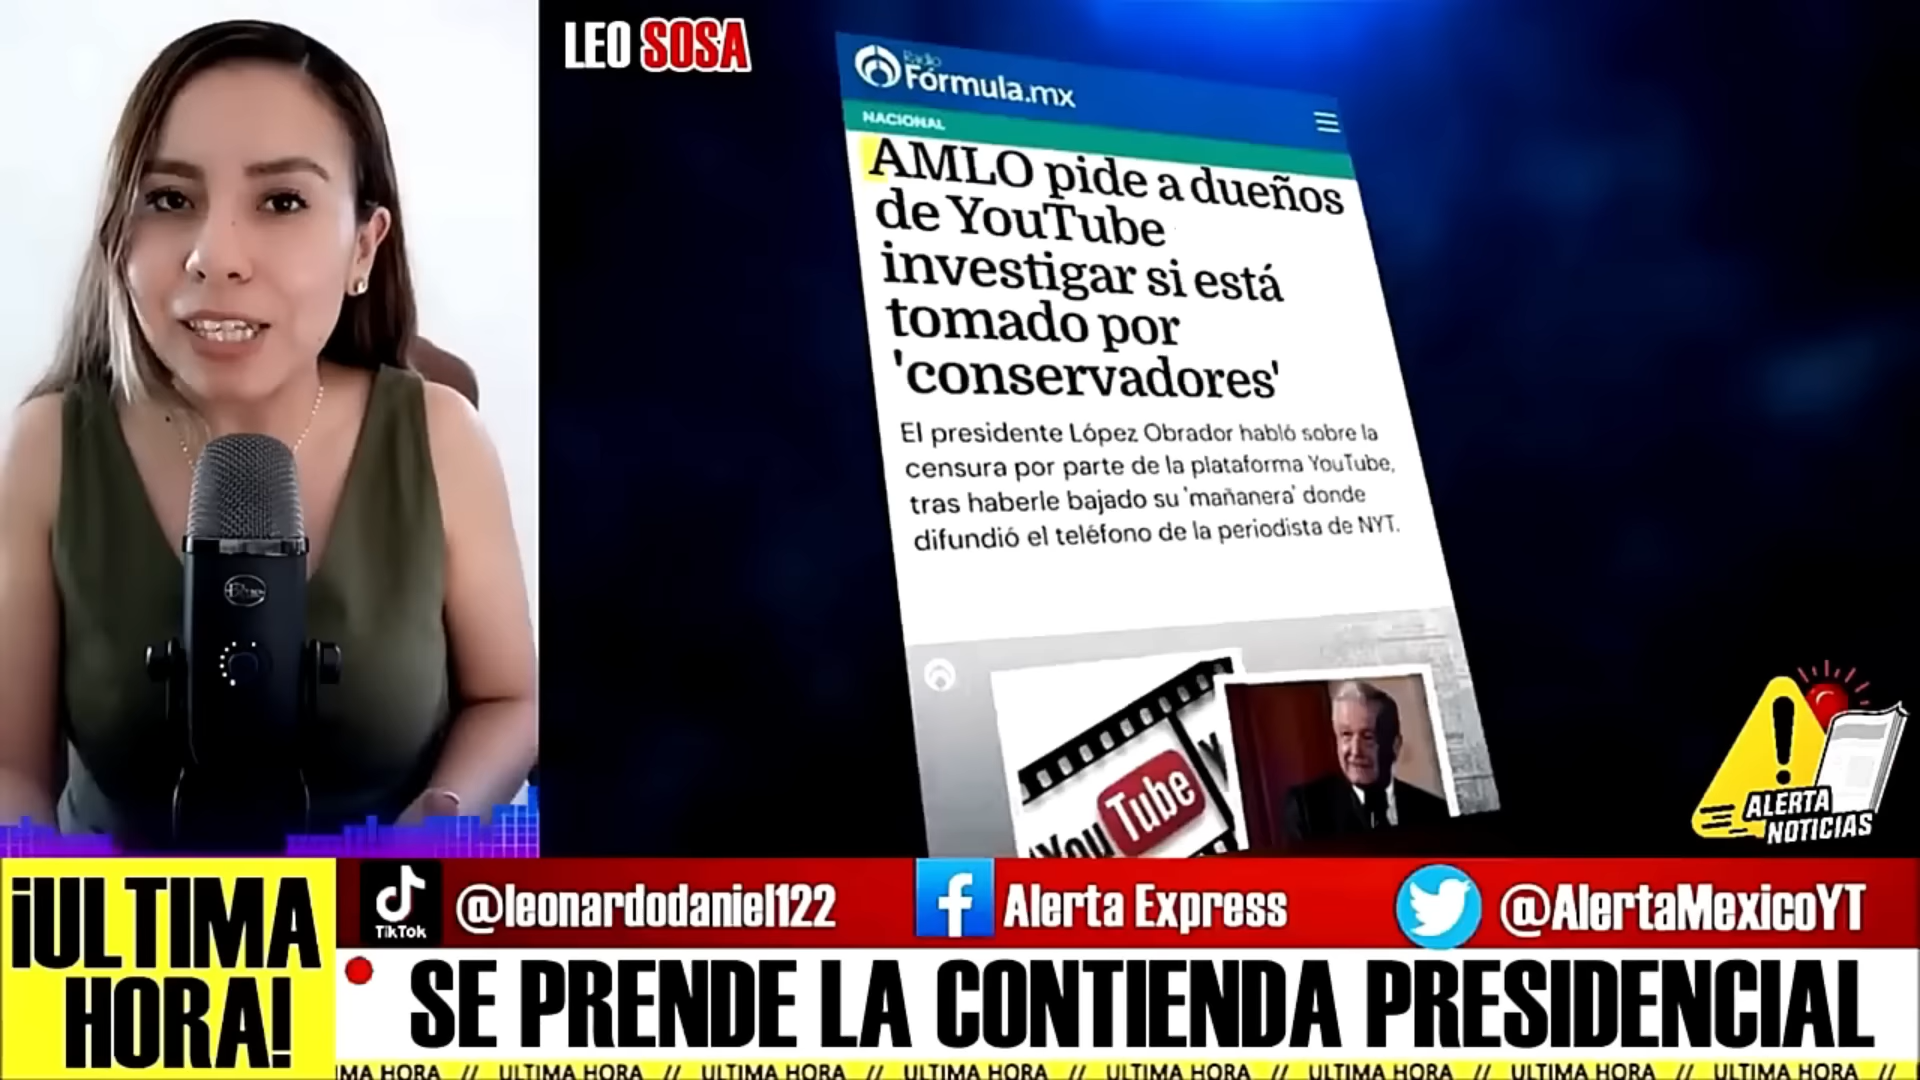 LEO SOSA
Radio
Fórmula.mx
NACIONAL
AMLO pide a dueños
de YouTube
investigar si está
tomado por
'conservadores'
El presidente López Obrador habló sobre la
censura por parte de la plataforma YouTube,
tras haberle bajado su 'mañanera' donde
difundió el teléfono de la periodista de NYT.
YouTube
ALERTA
NOTICIAS
¡ULTIMA
HORA!
TikTok
@leonardodaniel122
Alerta Express
@AlertaMexicoYT
SE PRENDE LA CONTIENDA PRESIDENCIAL
IMA HORA // ULTIMA HORA // ULTIMA HORA // ULTIMA HORA // ULTIMA HORA // ULTIMA HORA // ULTIMA HORA // ULTIMA HORA //